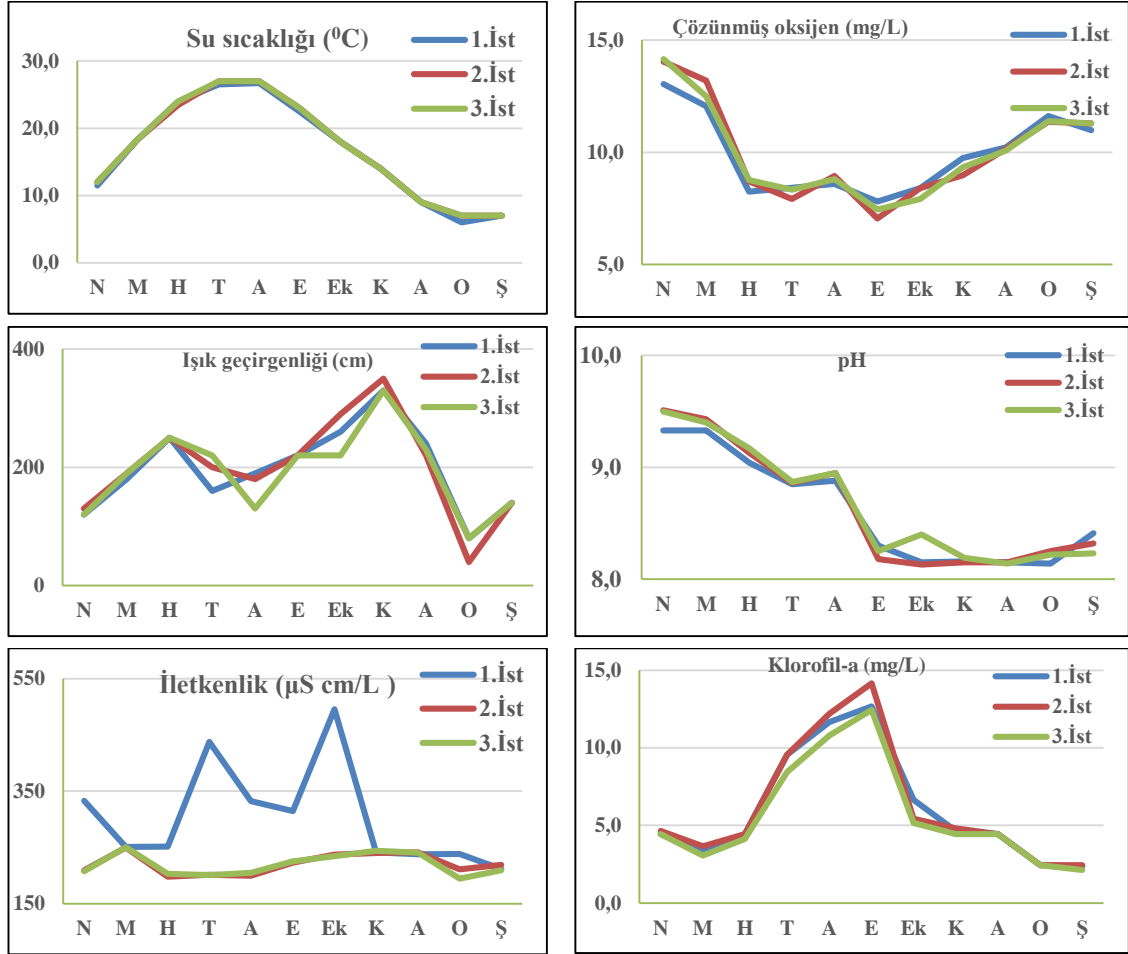 Su sıcaklığı (⁰C)
1.İst
2.İst
3.İst
30,0
20,0
10,0
0,0
N M H T A E Ek K A O Ş
Çözünmüş oksijen (mg/L)
1.İst
2.İst
3.İst
15,0
10,0
5,0
N M H T A E Ek K A O Ş
Işık geçirgenliği (cm)
1.İst
2.İst
3.İst
400
200
0
N M H T A E Ek K A O Ş
pH
1.İst
2.İst
3.İst
10,0
9,0
8,0
N M H T A E Ek K A O Ş
İletkenlik (µS cm/L )
1.İst
2.İst
3.İst
550
350
150
N M H T A E Ek K A O Ş
Klorofil-a (mg/L)
1.İst
2.İst
3.İst
15,0
10,0
5,0
0,0
N M H T A E Ek K A O Ş